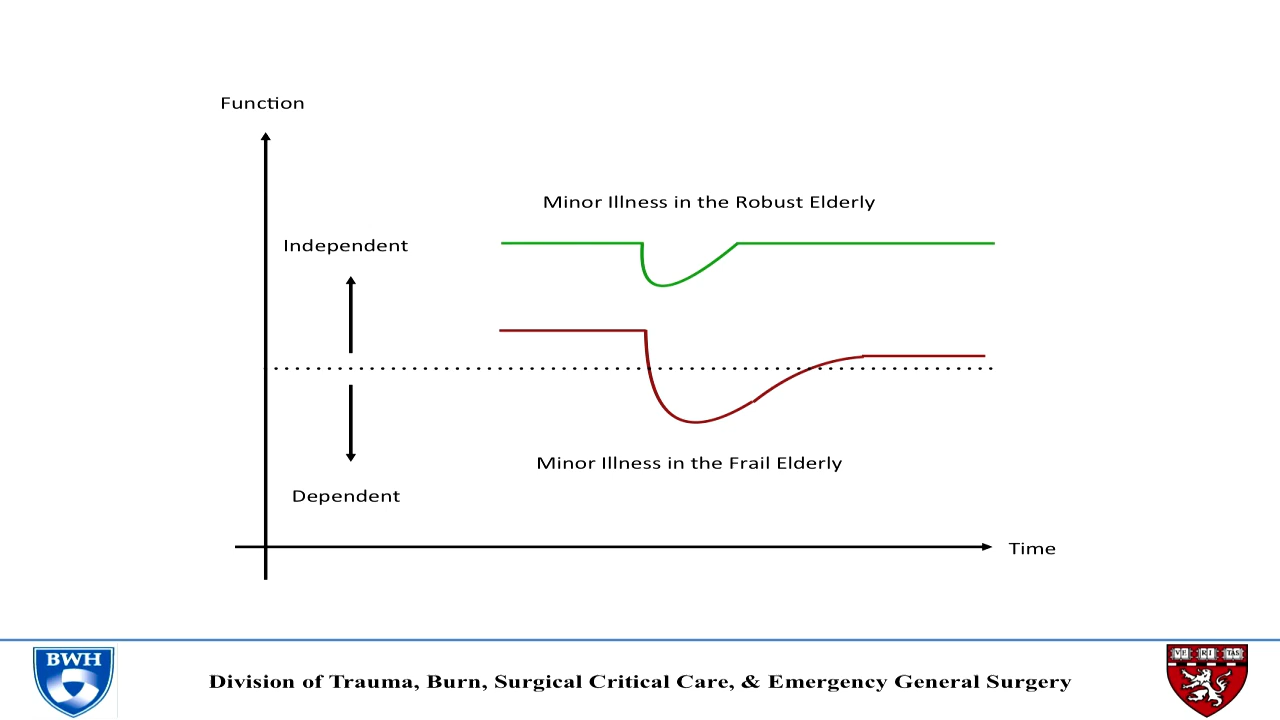 Function
Minor Illness in the Robust Elderly
Independent
Minor Illness in the Frail Elderly
Dependent
Time
BWH
Division of Trauma, Burn, Surgical Critical Care, & Emergency General Surgery
VE RI TAS